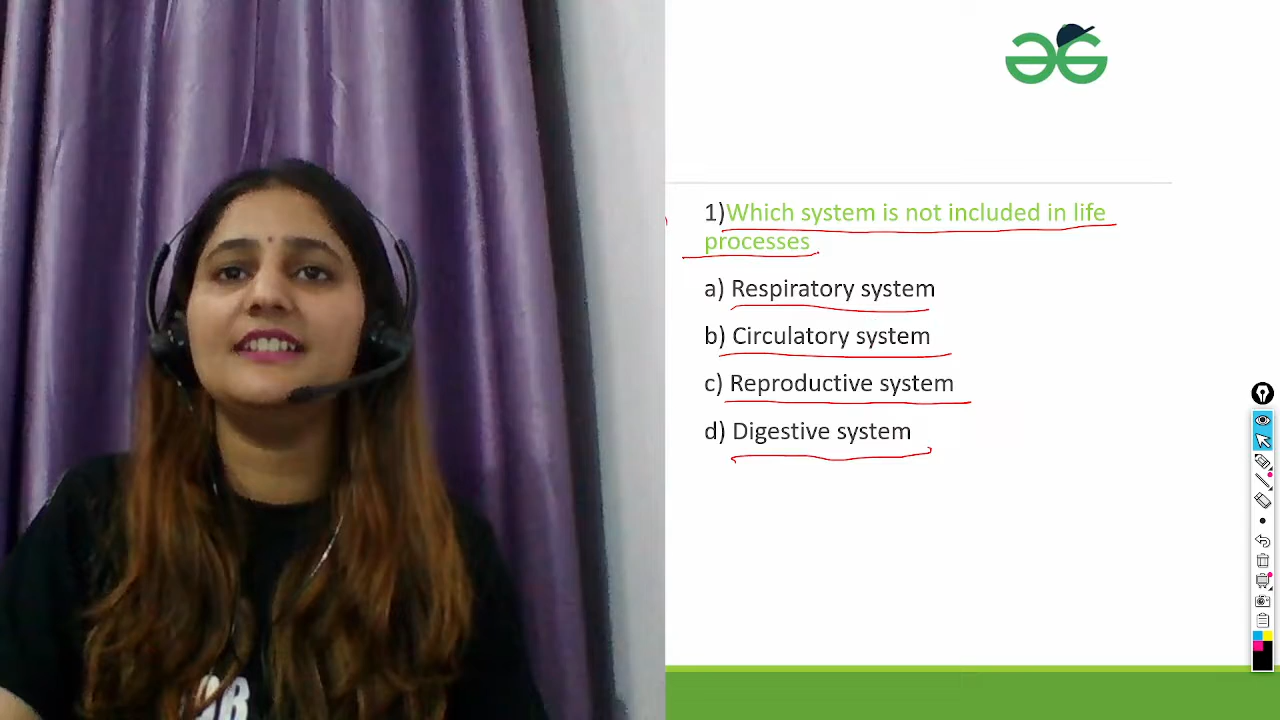 1)Which system is not included in life
processes
a) Respiratory system
b) Circulatory system
c) Reproductive system
d) Digestive system